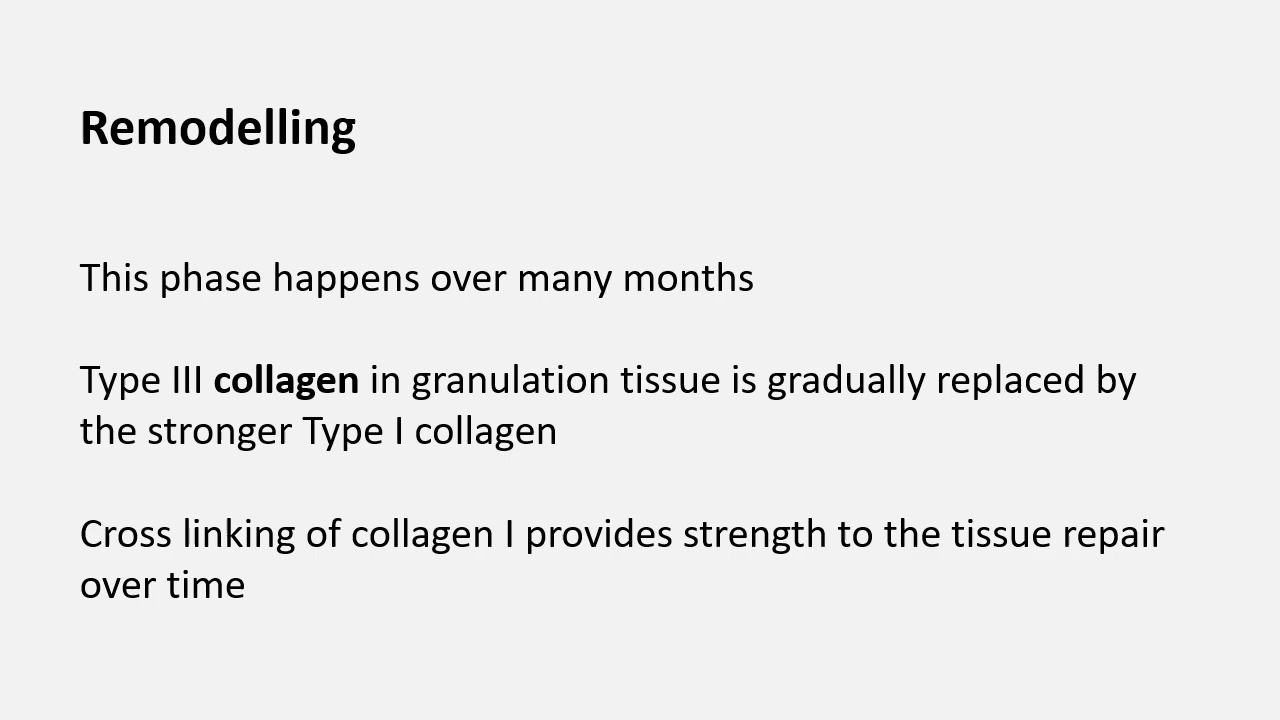 Remodelling
This phase happens over many months
Type III collagen in granulation tissue is gradually replaced by
the stronger Type I collagen
Cross linking of collagen I provides strength to the tissue repair
over time